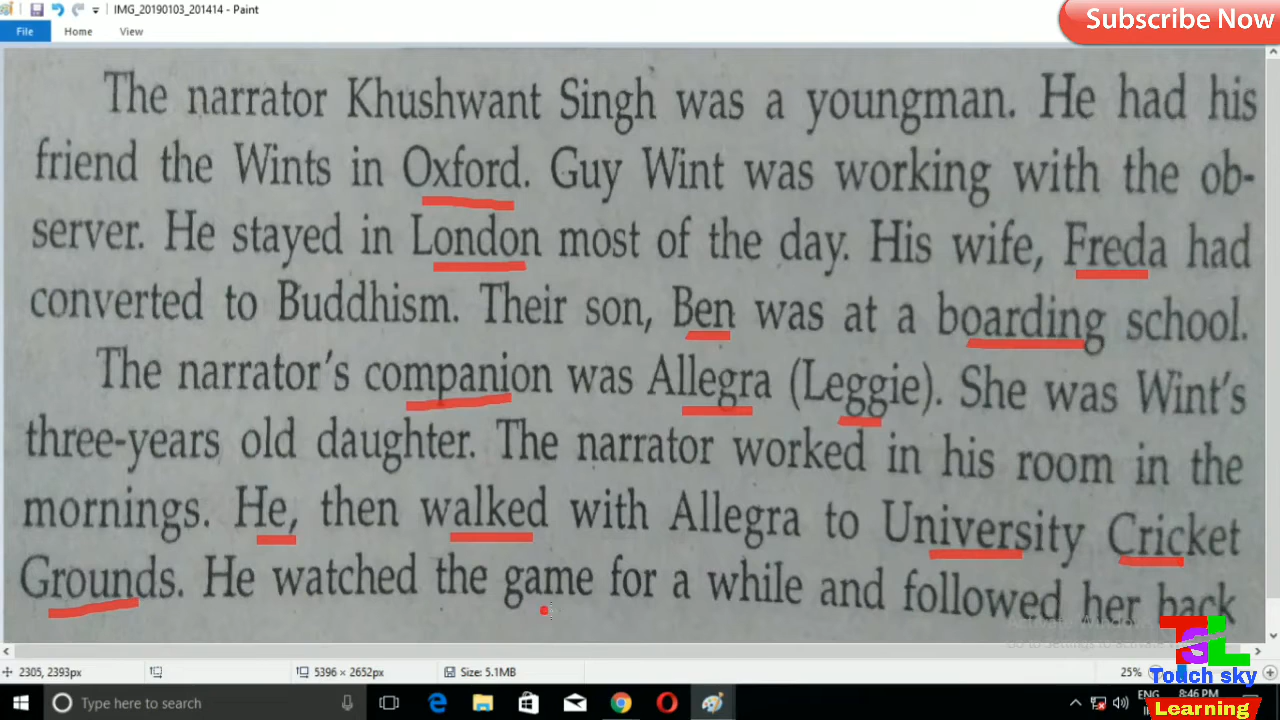 IMG_20190103_201414 - Paint
Subscribe Now
File Home View
The narrator Khushwant Singh was a youngman. He had his
friend the Wints in Oxford. Guy Wint was working with the ob-
server. He stayed in London most of the day. His wife, Freda had
converted to Buddhism. Their son, Ben was at a boarding school.
The narrator's companion was Allegra (Leggie). She was Wint's
three-years old daughter. The narrator worked in his room in the
mornings. He, then walked with Allegra to University Cricket
Grounds. He watched the game for a while and followed her back
TSL
2305, 2393px 5396 × 2652px Size: 5.1MB 25%
Touch sky
Learning
Type here to search
ENG 8:46 PM